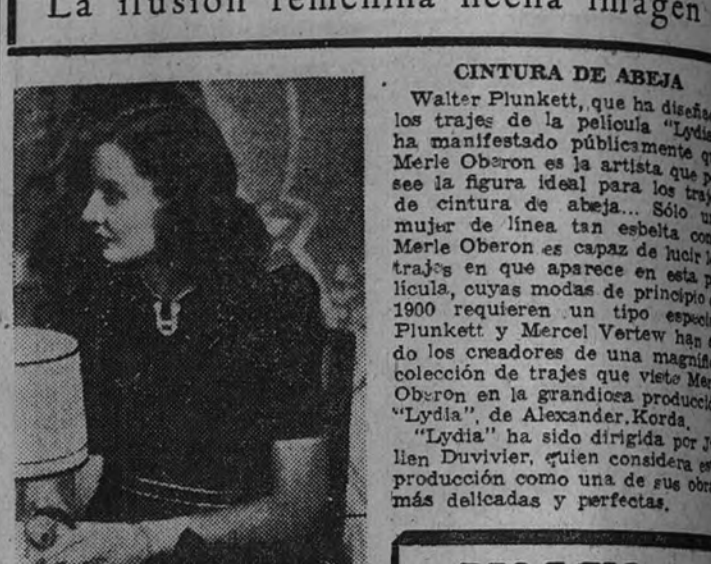 La ilusión femenina hecha imagen
CINTURA DE ABEJA
Walter Plunkett, que ha diseña
los trajes de la pelioula "Lydia
ha manifestado públicamente q
Merle Oberon es la artista que p
see la figura ideal para los traj
de cintura de abeja... Sólo u
mujer de línea tan esbelta com
Merle Oberon es capaz de lucir l
trajes en que aparece en esta p
lícula, cuyas modas de principio
1900 requieren un tipo especi
Plunkett y Mercel Vertew han
do los creadores de una magnífi
colección de trajes que viste Mer
Oberon en la grandiosa producci
"Lydia", de Alexander.Korda.
"Lydia" ha sido dirigida por J
lien Duvivier, quien considera es
producción como una de sus obra
más delicadas y perfectas.